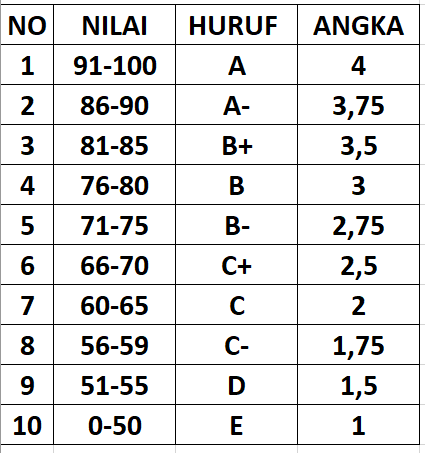 NO NILAI HURUF ANGKA
1 91-100 A 4
2 86-90 A- 3,75
3 81-85 B+ 3,5
4 76-80 B 3
5 71-75 B- 2,75
6 66-70 C+ 2,5
7 60-65 C 2
8 56-59 C- 1,75
9 51-55 D 1,5
10 0-50 E 1